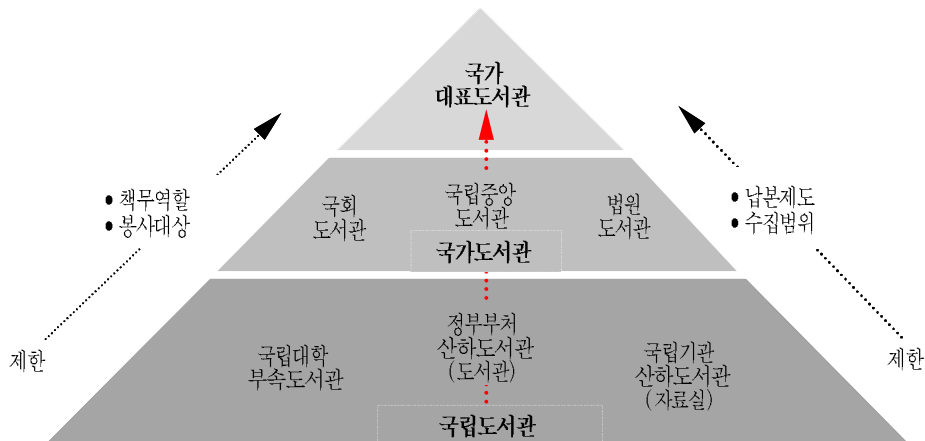 국가
대표도서관
• 책무역할
• 봉사대상
국회
도서관
국립중앙
도서관
법원
도서관
국가도서관
• 납본제도
• 수집범위
제한
국립대학
부속도서관
정부부처
산하도서관
(도서관)
국립기관
산하도서관
(자료실)
제한
국립도서관